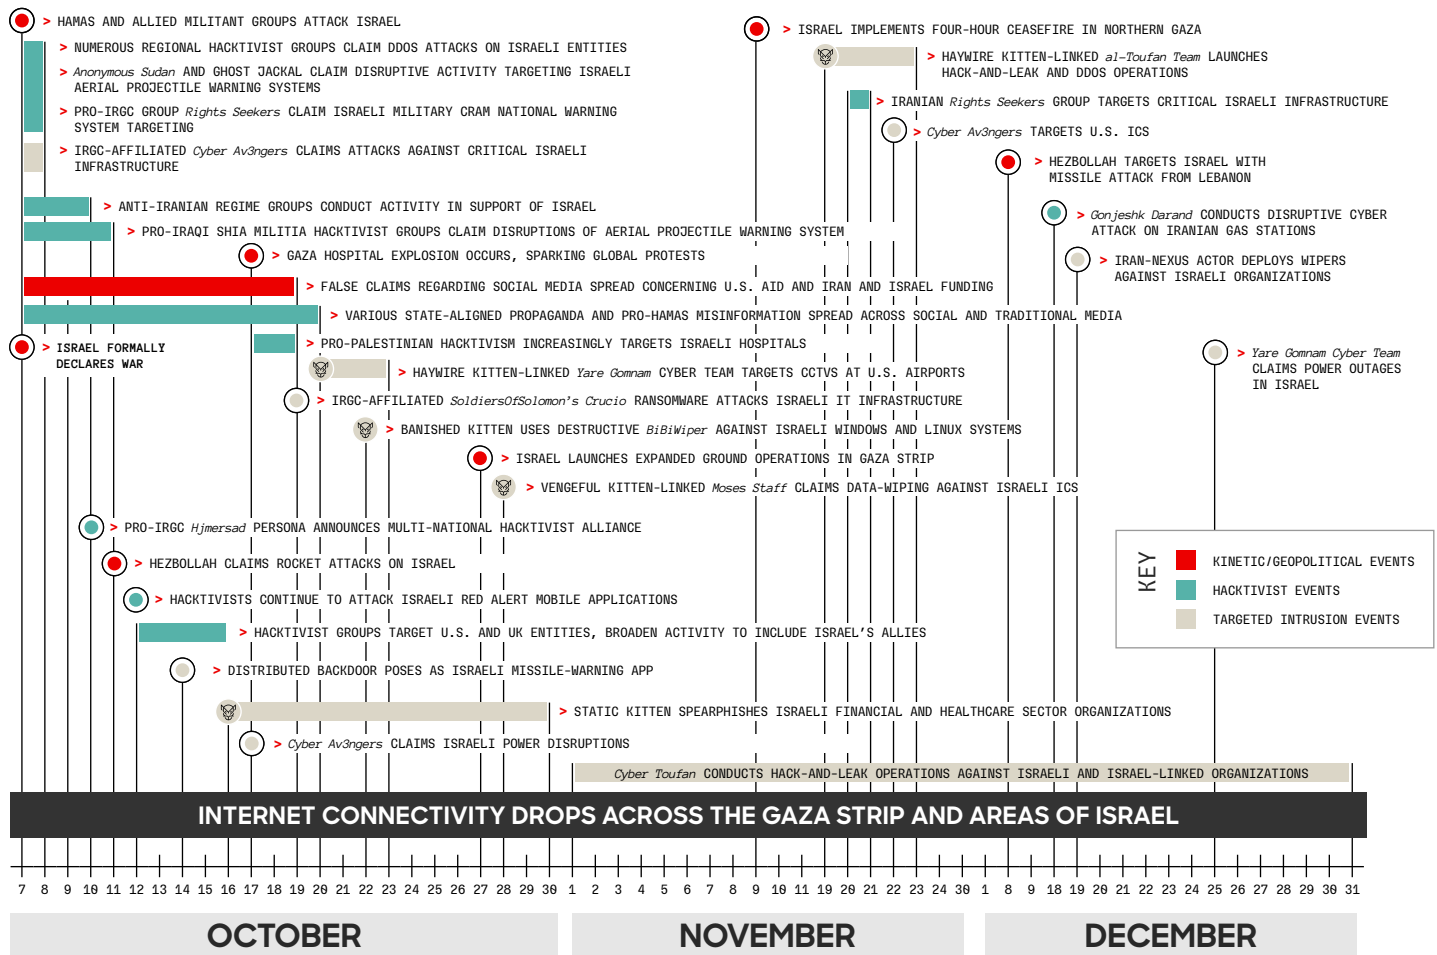 > HAMAS AND ALLIED MILITANT GROUPS ATTACK ISRAEL
> NUMEROUS REGIONAL HACKTIVIST GROUPS CLAIM DDOS ATTACKS ON ISRAELI ENTITIES
> Anonymous Sudan AND GHOST JACKAL CLAIM DISRUPTIVE ACTIVITY TARGETING ISRAELI
AERIAL PROJECTILE WARNING SYSTEMS
> PRO-IRGC GROUP Rights Seekers CLAIM ISRAELI MILITARY CRAM NATIONAL WARNING
SYSTEM TARGETING
> IRGC-AFFILIATED Cyber Av3ngers CLAIMS ATTACKS AGAINST CRITICAL ISRAELI
INFRASTRUCTURE
> ANTI-IRANIAN REGIME GROUPS CONDUCT ACTIVITY IN SUPPORT OF ISRAEL
> PRO-IRAQI SHIA MILITIA HACKTIVIST GROUPS CLAIM DISRUPTIONS OF AERIAL PROJECTILE WARNING SYSTEM
> GAZA HOSPITAL EXPLOSION OCCURS, SPARKING GLOBAL PROTESTS
> FALSE CLAIMS REGARDING SOCIAL MEDIA SPREAD CONCERNING U.S. AID AND IRAN AND ISRAEL FUNDING
> VARIOUS STATE-ALIGNED PROPAGANDA AND PRO-HAMAS MISINFORMATION SPREAD ACROSS SOCIAL AND TRADITIONAL MEDIA
> ISRAEL FORMALLY
DECLARES WAR
> PRO-PALESTINIAN HACKTIVISM INCREASINGLY TARGETS ISRAELI HOSPITALS
> HAYWIRE KITTEN-LINKED Yare Gomnam CYBER TEAM TARGETS CCTVS AT U.S. AIRPORTS
> IRGC-AFFILIATED SoldiersOfSolomon's Crucio RANSOMWARE ATTACKS ISRAELI IT INFRASTRUCTURE
> BANISHED KITTEN USES DESTRUCTIVE BiBiWiper AGAINST ISRAELI WINDOWS AND LINUX SYSTEMS
> ISRAEL LAUNCHES EXPANDED GROUND OPERATIONS IN GAZA STRIP
> VENGEFUL KITTEN-LINKED Moses Staff CLAIMS DATA-WIPING AGAINST ISRAELI ICS
> PRO-IRGC Hjmersad PERSONA ANNOUNCES MULTI-NATIONAL HACKTIVIST ALLIANCE
> HEZBOLLAH CLAIMS ROCKET ATTACKS ON ISRAEL
> HACKTIVISTS CONTINUE TO ATTACK ISRAELI RED ALERT MOBILE APPLICATIONS
> HACKTIVIST GROUPS TARGET U.S. AND UK ENTITIES, BROADEN ACTIVITY TO INCLUDE ISRAEL'S ALLIES
> DISTRIBUTED BACKDOOR POSES AS ISRAELI MISSILE-WARNING APP
> STATIC KITTEN SPEARPHISHES ISRAELI FINANCIAL AND HEALTHCARE SECTOR ORGANIZATIONS
> Cyber Av3ngers CLAIMS ISRAELI POWER DISRUPTIONS
Cyber Toufan CONDUCTS HACK-AND-LEAK OPERATIONS AGAINST ISRAELI AND ISRAEL-LINKED ORGANIZATIONS
> ISRAEL IMPLEMENTS FOUR-HOUR CEASEFIRE IN NORTHERN GAZA
> HAYWIRE KITTEN-LINKED al-Toufan Team LAUNCHES
HACK-AND-LEAK AND DDOS OPERATIONS
> IRANIAN Rights Seekers GROUP TARGETS CRITICAL ISRAELI INFRASTRUCTURE
> Cyber Av3ngers TARGETS U.S. ICS
> HEZBOLLAH TARGETS ISRAEL WITH
MISSILE ATTACK FROM LEBANON
> Gonjeshk Darand CONDUCTS DISRUPTIVE CYBER
ATTACK ON IRANIAN GAS STATIONS
> IRAN-NEXUS ACTOR DEPLOYS WIPERS
AGAINST ISRAELI ORGANIZATIONS
> Yare Gomnam Cyber Team
CLAIMS POWER OUTAGES
IN ISRAEL
KEY
KINETIC/GEOPOLITICAL EVENTS
HACKTIVIST EVENTS
TARGETED INTRUSION EVENTS
INTERNET CONNECTIVITY DROPS ACROSS THE GAZA STRIP AND AREAS OF ISRAEL
7 8 9 10 11 12 13 14 15 16 17 18 19 20 21 22 23 24 25 26 27 28 29 30 1 2 3 4 5 6 7 8 9 10 11 19 20 21 22 23 24 30 1 8 9 18 19 20 21 22 23 24 25 26 27 28 29 30 31
OCTOBER NOVEMBER DECEMBER